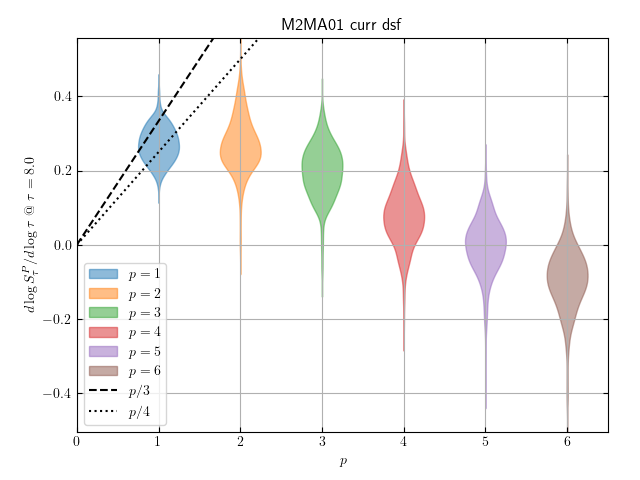 M2MA01 curr dsf
d log S_τ^P / d log τ @ τ = 8.0
0.4
0.2
0.0
−0.2
−0.4
p = 1
p = 2
p = 3
p = 4
p = 5
p = 6
p/3
p/4
0 1 2 3 4 5 6
p